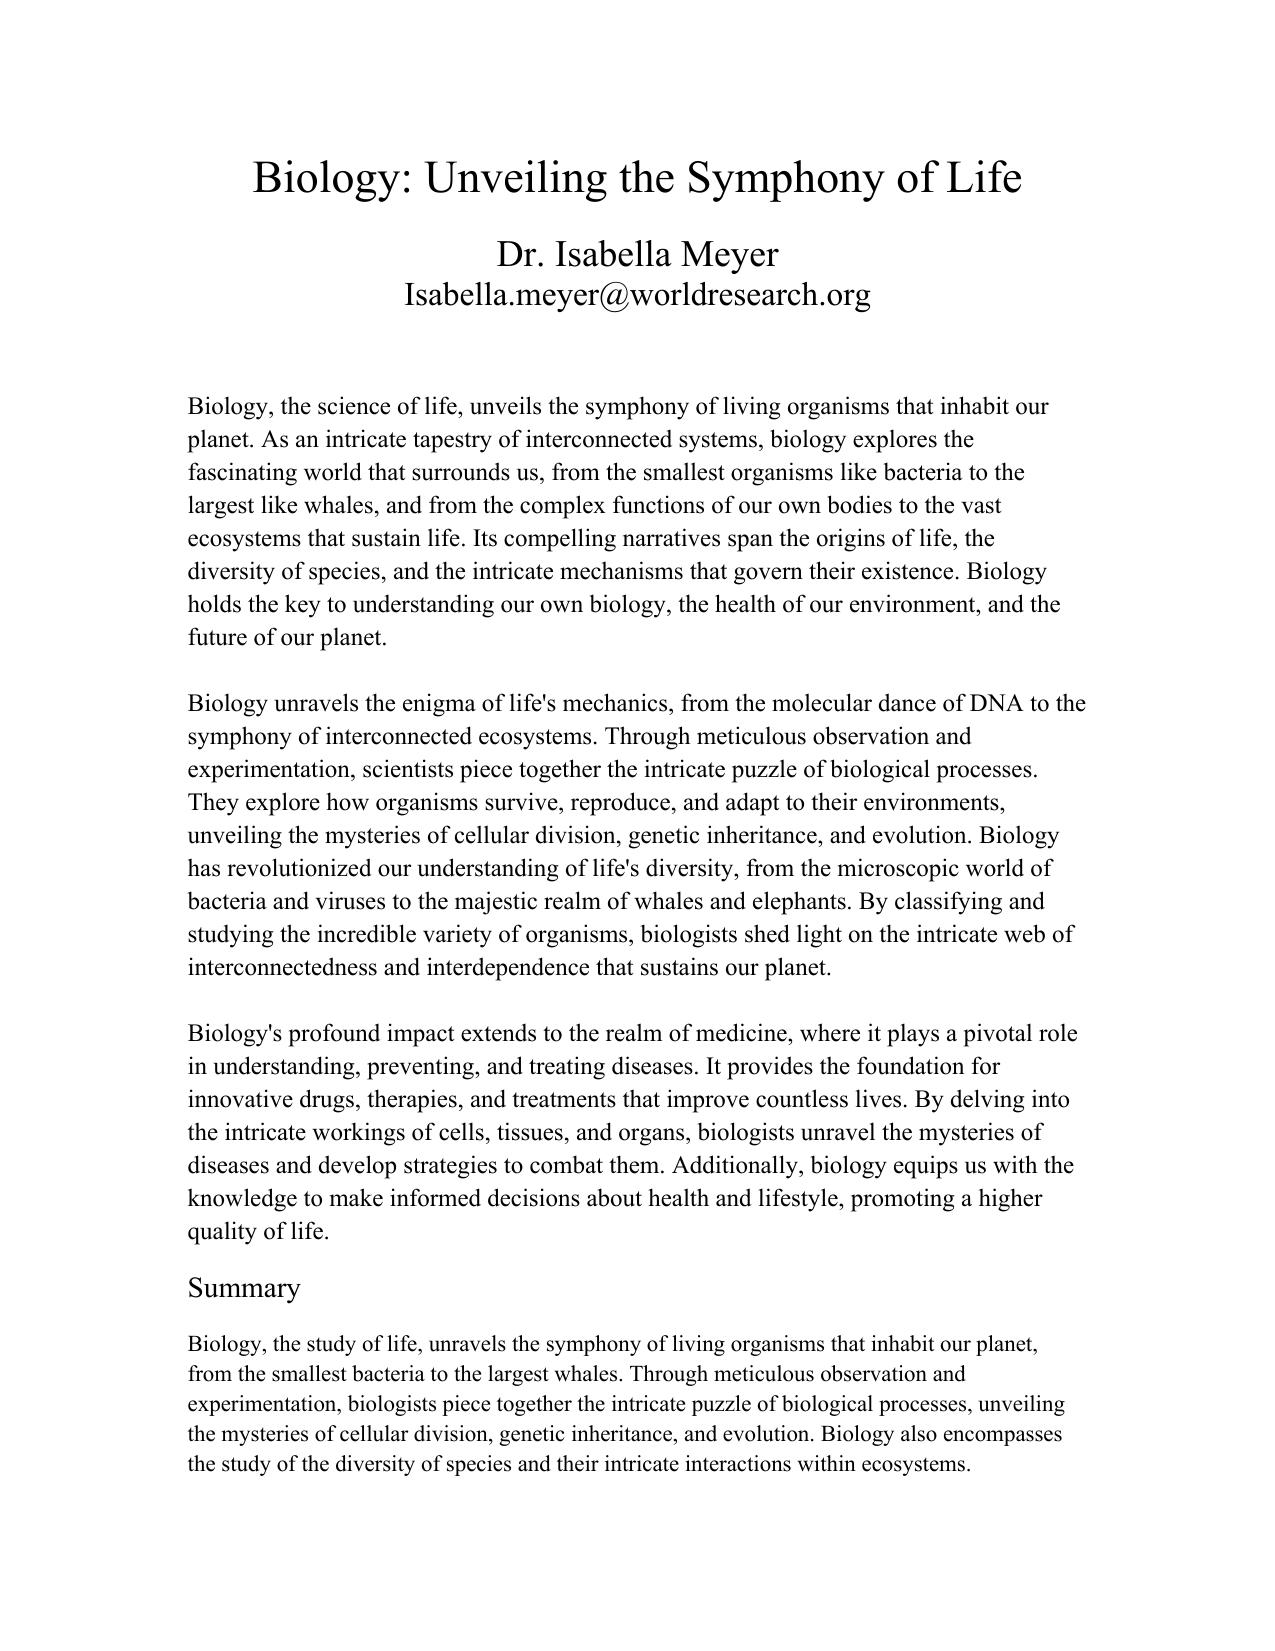 Biology: Unveiling the Symphony of Life
Dr. Isabella Meyer
Isabella.meyer@worldresearch.org
Biology, the science of life, unveils the symphony of living organisms that inhabit our
planet. As an intricate tapestry of interconnected systems, biology explores the
fascinating world that surrounds us, from the smallest organisms like bacteria to the
largest like whales, and from the complex functions of our own bodies to the vast
ecosystems that sustain life. Its compelling narratives span the origins of life, the
diversity of species, and the intricate mechanisms that govern their existence. Biology
holds the key to understanding our own biology, the health of our environment, and the
future of our planet.
Biology unravels the enigma of life's mechanics, from the molecular dance of DNA to the
symphony of interconnected ecosystems. Through meticulous observation and
experimentation, scientists piece together the intricate puzzle of biological processes.
They explore how organisms survive, reproduce, and adapt to their environments,
unveiling the mysteries of cellular division, genetic inheritance, and evolution. Biology
has revolutionized our understanding of life's diversity, from the microscopic world of
bacteria and viruses to the majestic realm of whales and elephants. By classifying and
studying the incredible variety of organisms, biologists shed light on the intricate web of
interconnectedness and interdependence that sustains our planet.
Biology's profound impact extends to the realm of medicine, where it plays a pivotal role
in understanding, preventing, and treating diseases. It provides the foundation for
innovative drugs, therapies, and treatments that improve countless lives. By delving into
the intricate workings of cells, tissues, and organs, biologists unravel the mysteries of
diseases and develop strategies to combat them. Additionally, biology equips us with the
knowledge to make informed decisions about health and lifestyle, promoting a higher
quality of life.
Summary
Biology, the study of life, unravels the symphony of living organisms that inhabit our planet,
from the smallest bacteria to the largest whales. Through meticulous observation and
experimentation, biologists piece together the intricate puzzle of biological processes, unveiling
the mysteries of cellular division, genetic inheritance, and evolution. Biology also encompasses
the study of the diversity of species and their intricate interactions within ecosystems.